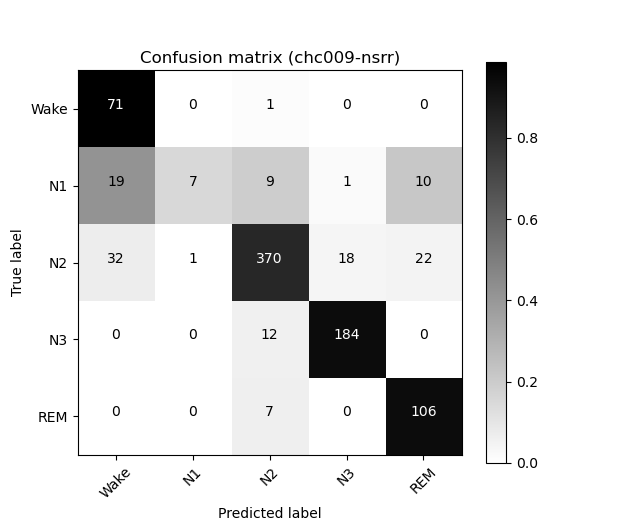 Confusion matrix (chc009-nsrr)
True label
Wake 71 0 1 0 0
N1 19 7 9 1 10
N2 32 1 370 18 22
N3 0 0 12 184 0
REM 0 0 7 0 106
Wake N1 N2 N3 REM
Predicted label
0.8
0.6
0.4
0.2
0.0